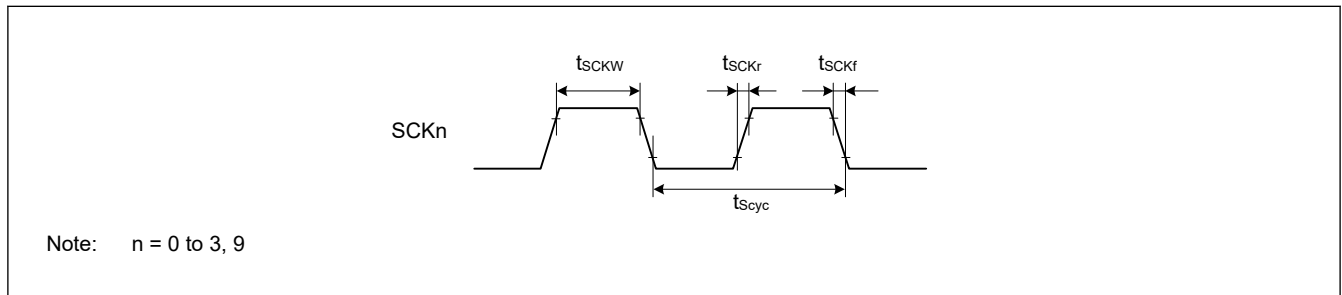 tSCKW tSCKr tSCKf
SCKn
tScyc
Note: n = 0 to 3, 9